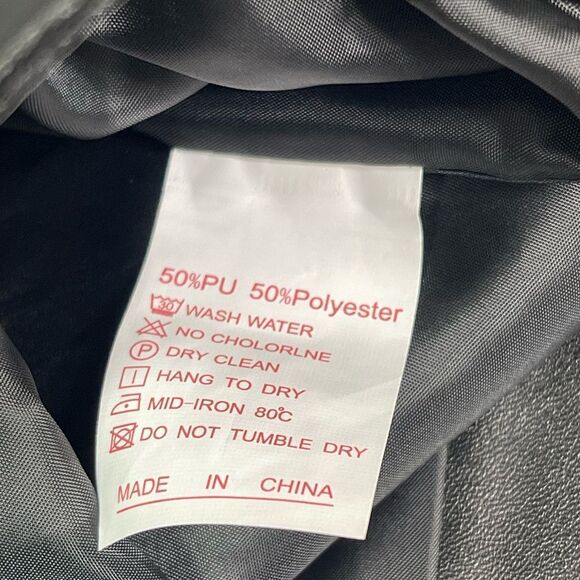 50%PU 50%Polyester
30 WASH WATER
NO CHOLORLNE
P DRY CLEAN
HANG TO DRY
MID-IRON 80℃
DO NOT TUMBLE DRY
MADE IN CHINA